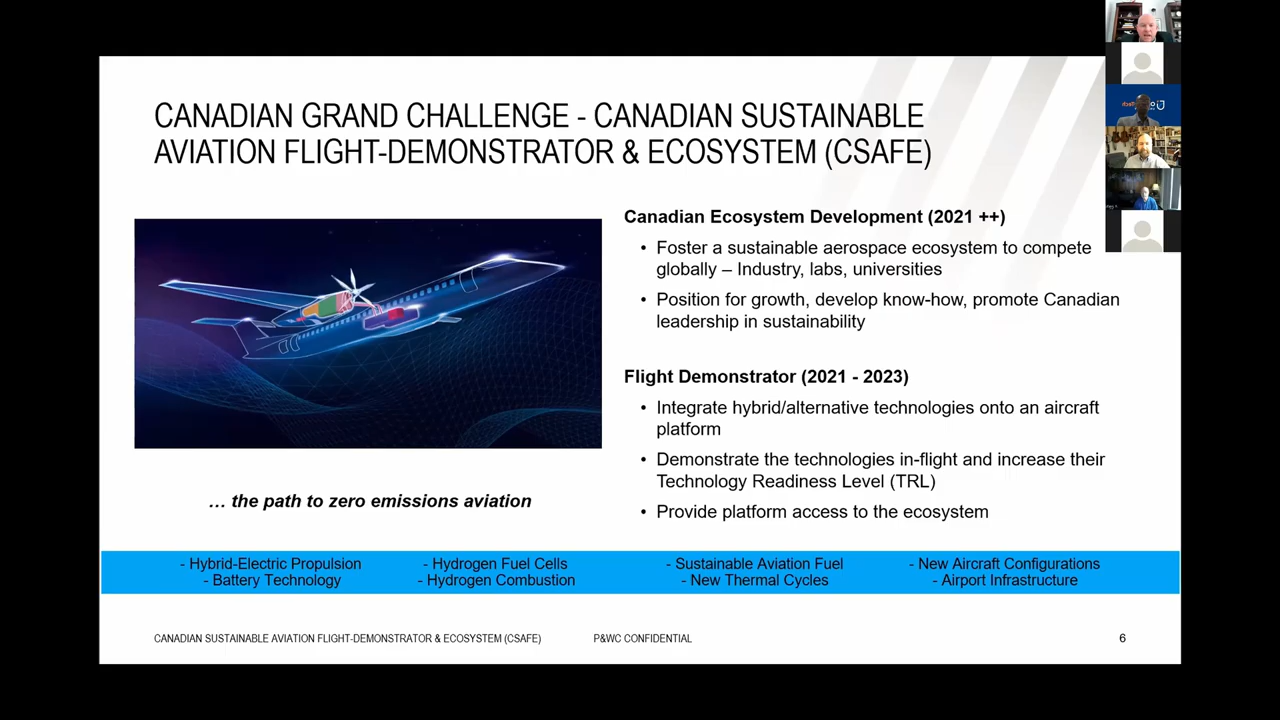 CANADIAN GRAND CHALLENGE - CANADIAN SUSTAINABLE
AVIATION FLIGHT-DEMONSTRATOR & ECOSYSTEM (CSAFE)
Canadian Ecosystem Development (2021 ++)
• Foster a sustainable aerospace ecosystem to compete
globally – Industry, labs, universities
• Position for growth, develop know-how, promote Canadian
leadership in sustainability
Flight Demonstrator (2021 - 2023)
• Integrate hybrid/alternative technologies onto an aircraft
platform
• Demonstrate the technologies in-flight and increase their
Technology Readiness Level (TRL)
• Provide platform access to the ecosystem
… the path to zero emissions aviation
- Hybrid-Electric Propulsion
- Battery Technology
- Hydrogen Fuel Cells
- Hydrogen Combustion
- Sustainable Aviation Fuel
- New Thermal Cycles
- New Aircraft Configurations
- Airport Infrastructure
CANADIAN SUSTAINABLE AVIATION FLIGHT-DEMONSTRATOR & ECOSYSTEM (CSAFE)
P&WC CONFIDENTIAL
6